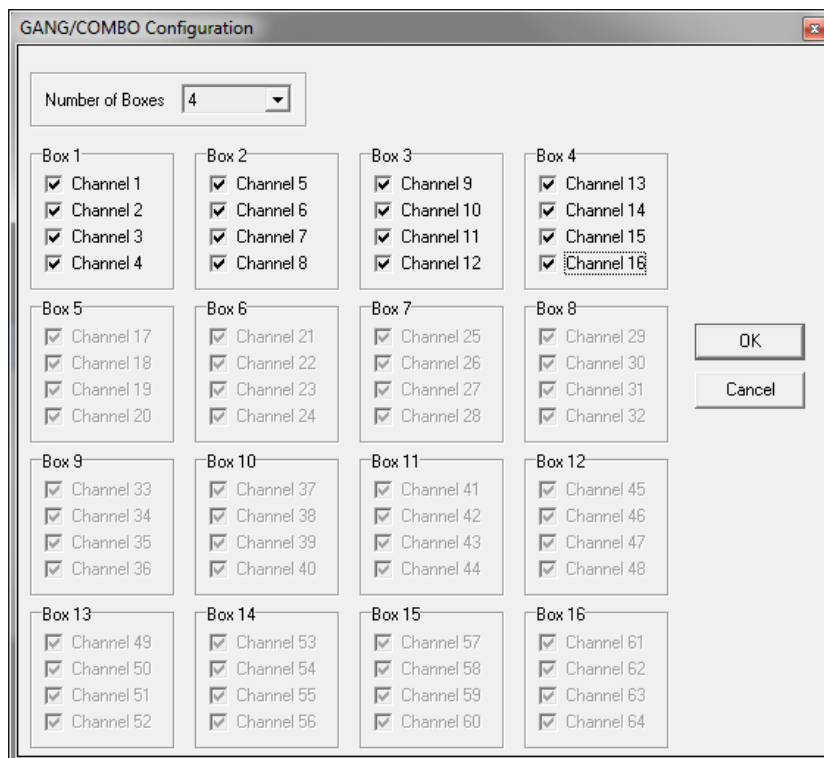 GANG/COMBO Configuration
Number of Boxes 4
Box 1 Box 2 Box 3 Box 4
Channel 1 Channel 5 Channel 9 Channel 13
Channel 2 Channel 6 Channel 10 Channel 14
Channel 3 Channel 7 Channel 11 Channel 15
Channel 4 Channel 8 Channel 12 Channel 16
Box 5 Box 6 Box 7 Box 8
Channel 17 Channel 21 Channel 25 Channel 29 OK
Channel 18 Channel 22 Channel 26 Channel 30
Channel 19 Channel 23 Channel 27 Channel 31 Cancel
Channel 20 Channel 24 Channel 28 Channel 32
Box 9 Box 10 Box 11 Box 12
Channel 33 Channel 37 Channel 41 Channel 45
Channel 34 Channel 38 Channel 42 Channel 46
Channel 35 Channel 39 Channel 43 Channel 47
Channel 36 Channel 40 Channel 44 Channel 48
Box 13 Box 14 Box 15 Box 16
Channel 49 Channel 53 Channel 57 Channel 61
Channel 50 Channel 54 Channel 58 Channel 62
Channel 51 Channel 55 Channel 59 Channel 63
Channel 52 Channel 56 Channel 60 Channel 64